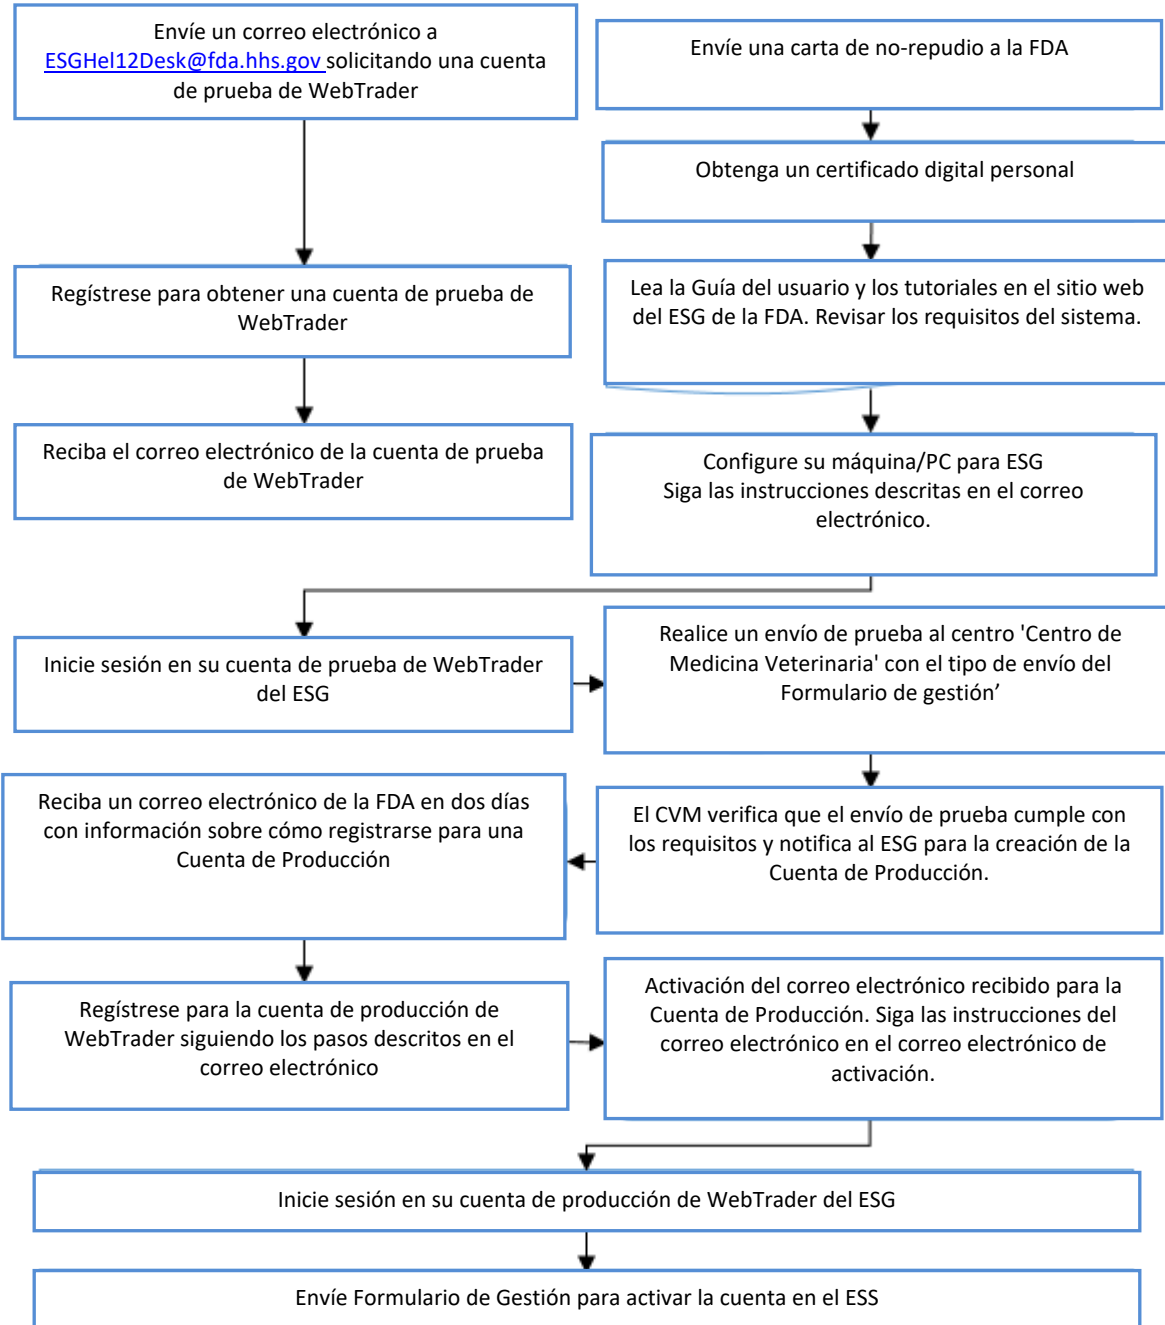 Envíe un correo electrónico a
ESGHel12Desk@fda.hhs.gov solicitando una cuenta
de prueba de WebTrader
Envíe una carta de no-repudio a la FDA
Obtenga un certificado digital personal
Regístrese para obtener una cuenta de prueba de
WebTrader
Lea la Guía del usuario y los tutoriales en el sitio web
del ESG de la FDA. Revisar los requisitos del sistema.
Reciba el correo electrónico de la cuenta de prueba
de WebTrader
Configure su máquina/PC para ESG
Siga las instrucciones descritas en el correo
electrónico.
Inicie sesión en su cuenta de prueba de WebTrader
del ESG
Realice un envío de prueba al centro 'Centro de
Medicina Veterinaria' con el tipo de envío del
Formulario de gestión’
Reciba un correo electrónico de la FDA en dos días
con información sobre cómo registrarse para una
Cuenta de Producción
El CVM verifica que el envío de prueba cumple con
los requisitos y notifica al ESG para la creación de la
Cuenta de Producción.
Regístrese para la cuenta de producción de
WebTrader siguiendo los pasos descritos en el
correo electrónico
Activación del correo electrónico recibido para la
Cuenta de Producción. Siga las instrucciones del
correo electrónico en el correo electrónico de
activación.
Inicie sesión en su cuenta de producción de WebTrader del ESG
Envíe Formulario de Gestión para activar la cuenta en el ESS